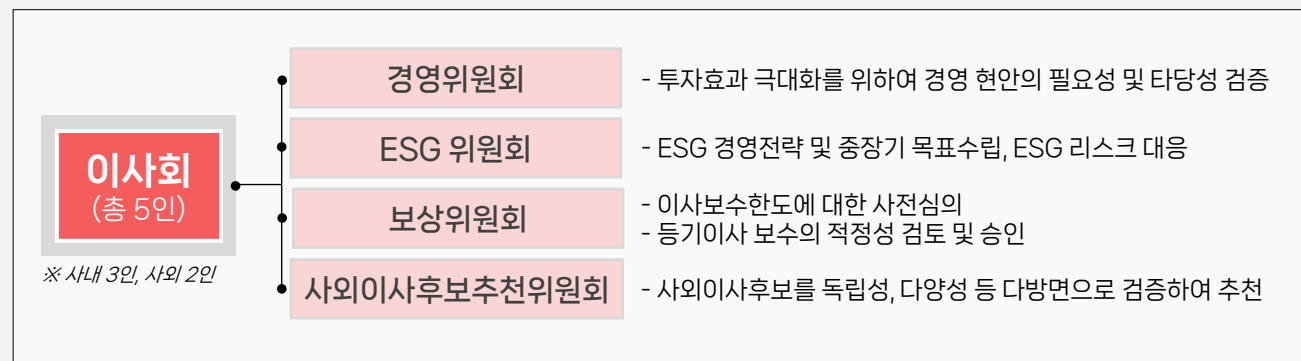 이사회
(총 5인)
※ 사내 3인, 사외 2인
경영위원회
- 투자효과 극대화를 위하여 경영 현안의 필요성 및 타당성 검증
ESG 위원회
- ESG 경영전략 및 중장기 목표수립, ESG 리스크 대응
보상위원회
- 이사보수한도에 대한 사전심의
- 등기이사 보수의 적정성 검토 및 승인
사외이사후보추천위원회
- 사외이사후보를 독립성, 다양성 등 다방면으로 검증하여 추천